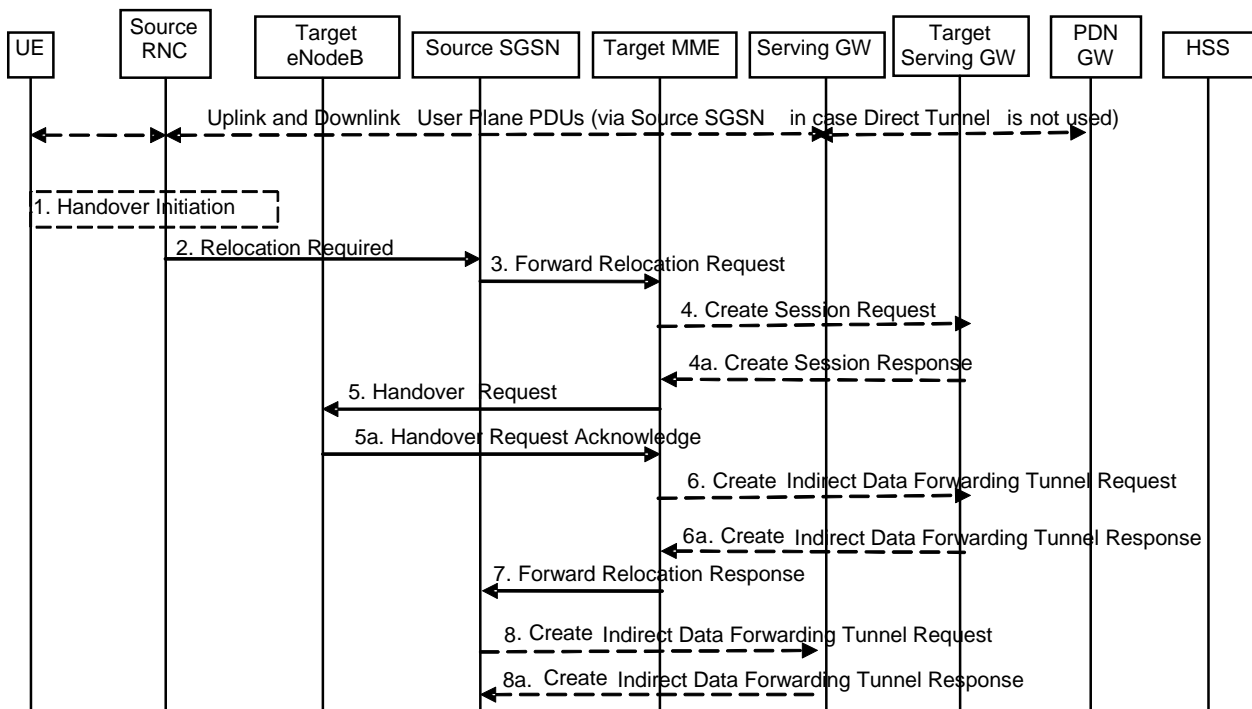 UE
Source
RNC
Target
eNodeB
Source SGSN
Target MME
Serving GW
Target
Serving GW
PDN
GW
HSS
Uplink and Downlink User Plane PDUs (via Source SGSN in case Direct Tunnel is not used)
1. Handover Initiation
2. Relocation Required
3. Forward Relocation Request
4. Create Session Request
4a. Create Session Response
5. Handover Request
5a. Handover Request Acknowledge
6. Create Indirect Data Forwarding Tunnel Request
6a. Create Indirect Data Forwarding Tunnel Response
7. Forward Relocation Response
8. Create Indirect Data Forwarding Tunnel Request
8a. Create Indirect Data Forwarding Tunnel Response